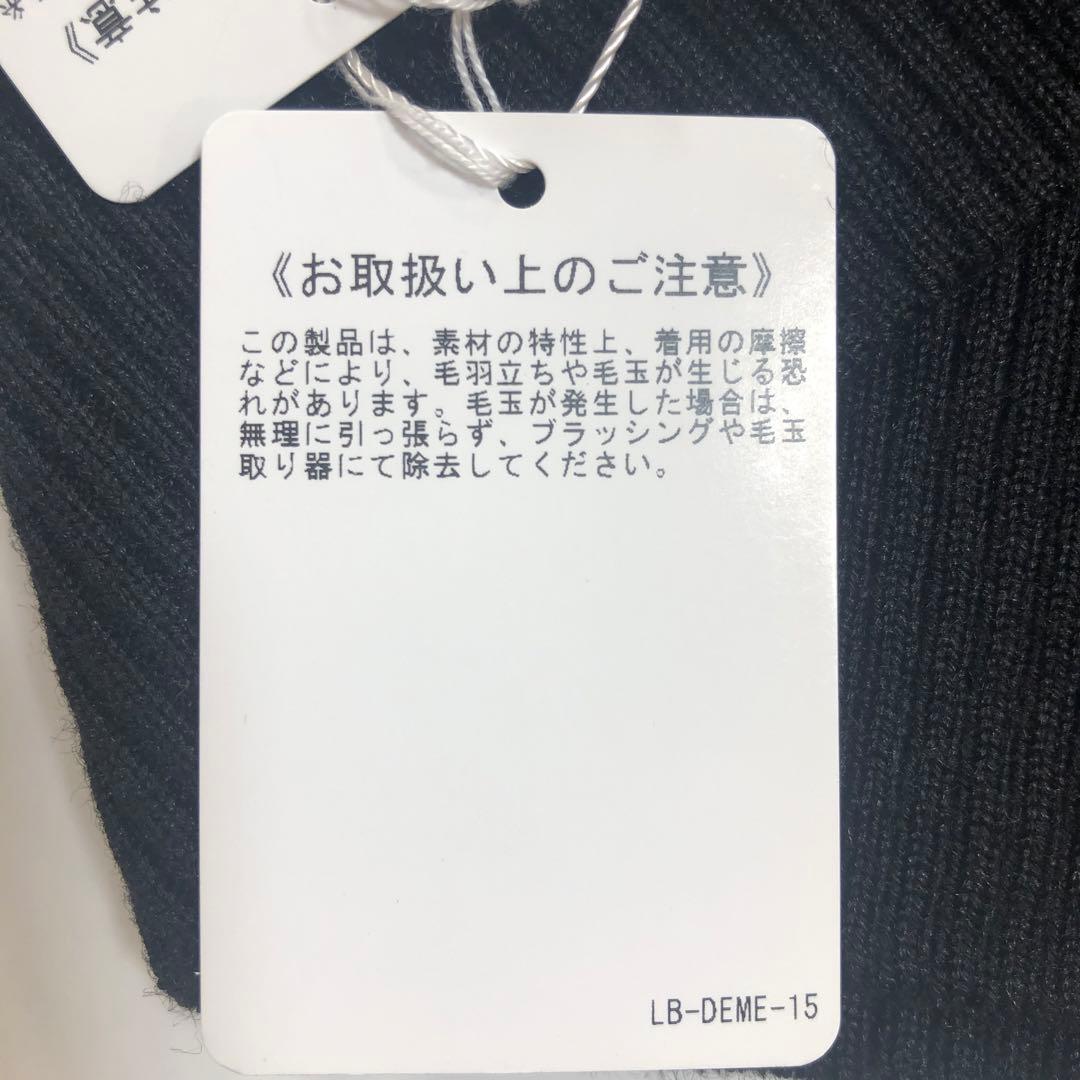 意》
《お取扱い上のご注意》
この製品は、素材の特性上、着用の摩擦
などにより、毛羽立ちや毛玉が生じる恐
れがあります。毛玉が発生した場合は、
無理に引っ張らず、ブラッシングや毛玉
取り器にて除去してください。
LB-DEME-15